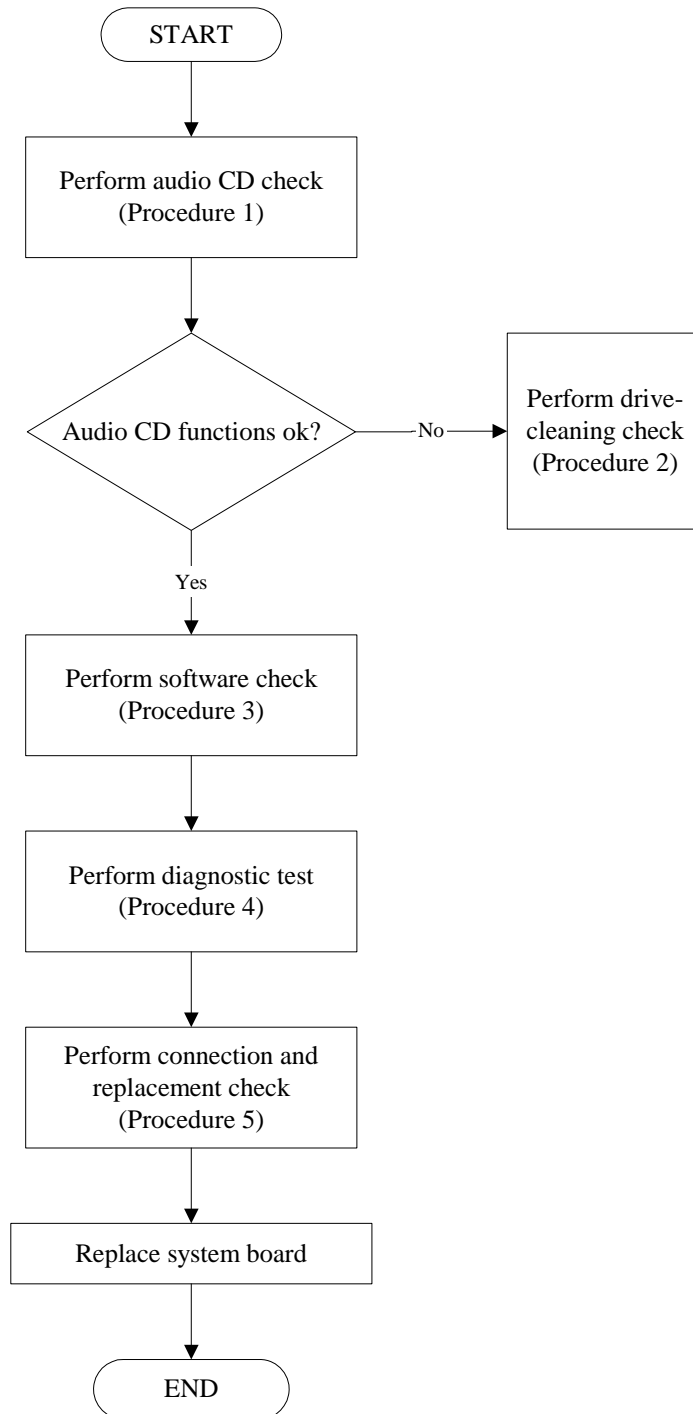 START
Perform audio CD check
(Procedure 1)
Audio CD functions ok?
No
Perform drive-
cleaning check
(Procedure 2)
Yes
Perform software check
(Procedure 3)
Perform diagnostic test
(Procedure 4)
Perform connection and
replacement check
(Procedure 5)
Replace system board
END